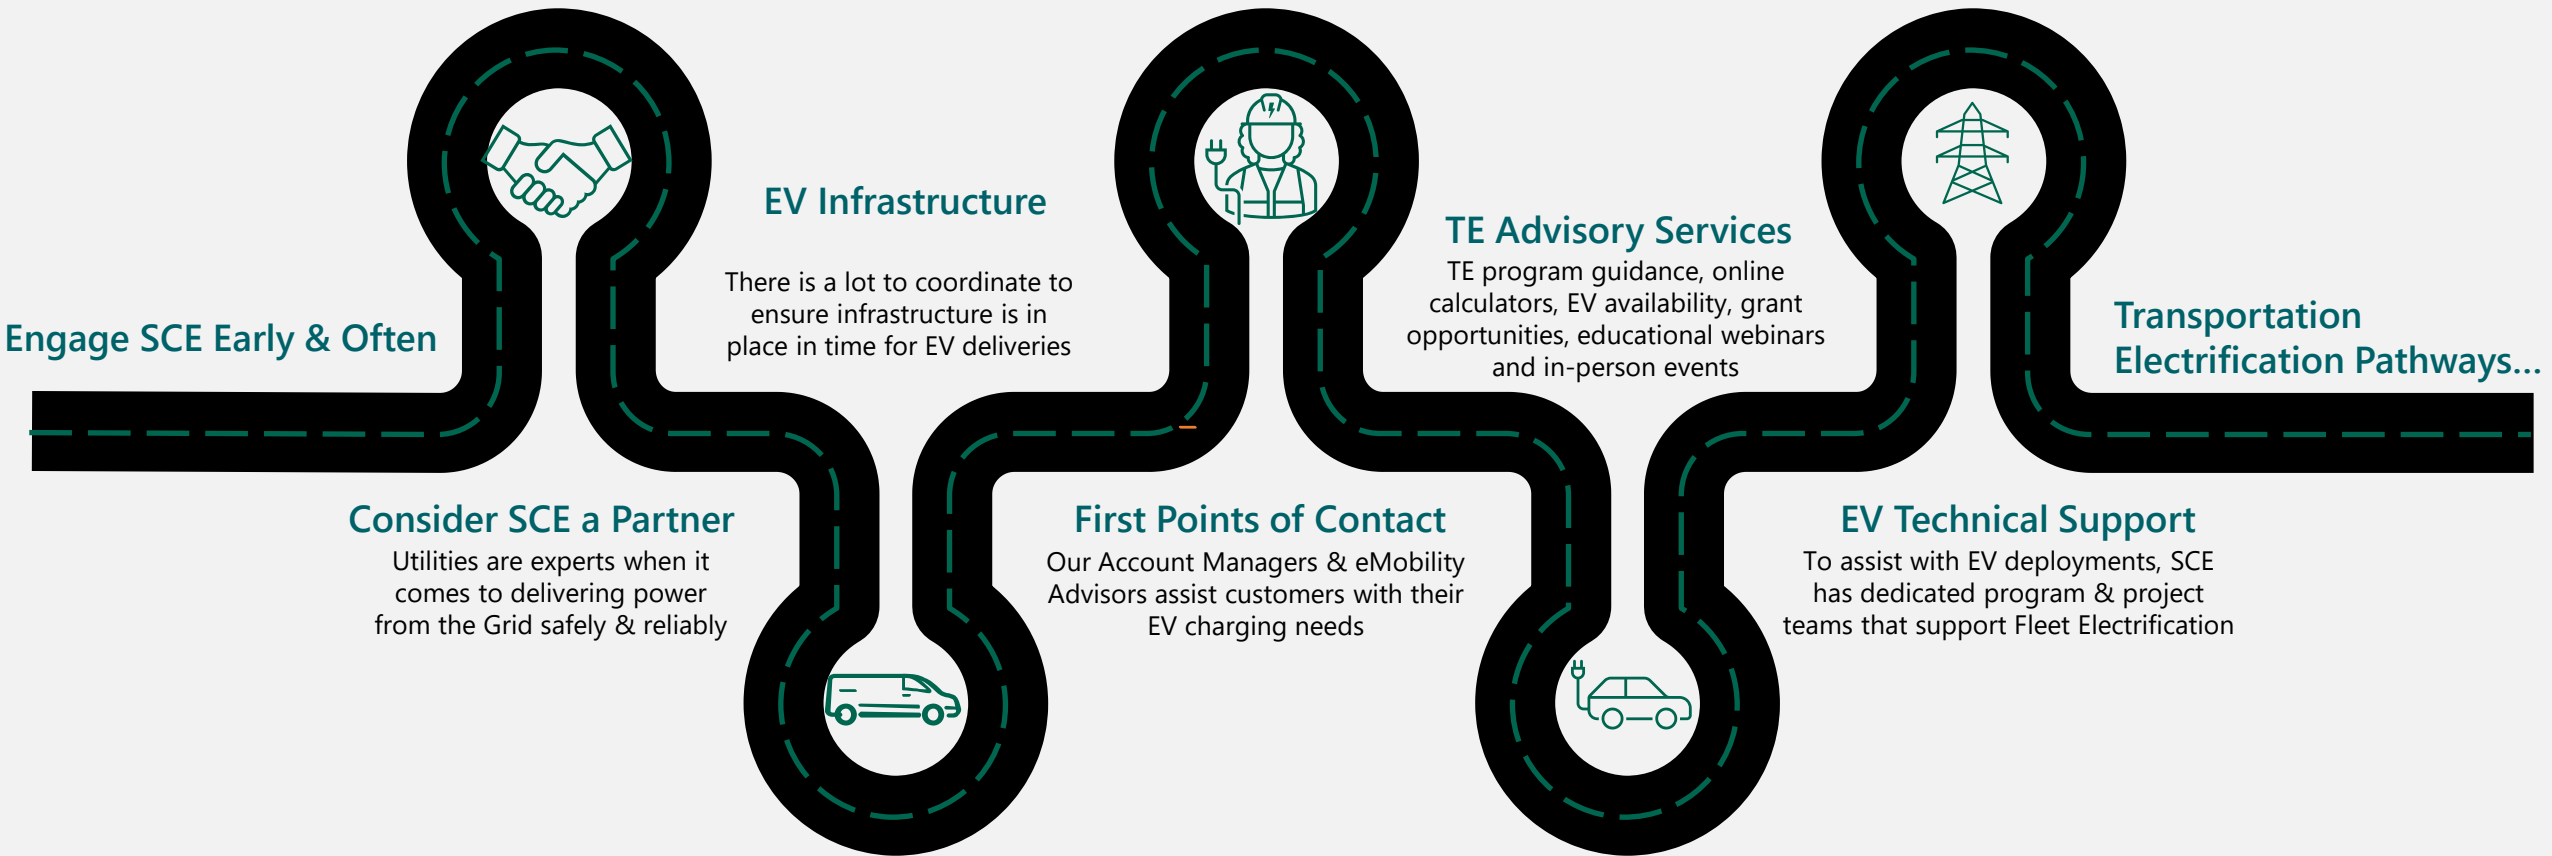 Engage SCE Early & Often
Consider SCE a Partner
Utilities are experts when it
comes to delivering power
from the Grid safely & reliably
EV Infrastructure
There is a lot to coordinate to
ensure infrastructure is in
place in time for EV deliveries
First Points of Contact
Our Account Managers & eMobility
Advisors assist customers with their
EV charging needs
TE Advisory Services
TE program guidance, online
calculators, EV availability, grant
opportunities, educational webinars
and in-person events
EV Technical Support
To assist with EV deployments, SCE
has dedicated program & project
teams that support Fleet Electrification
Transportation
Electrification Pathways...